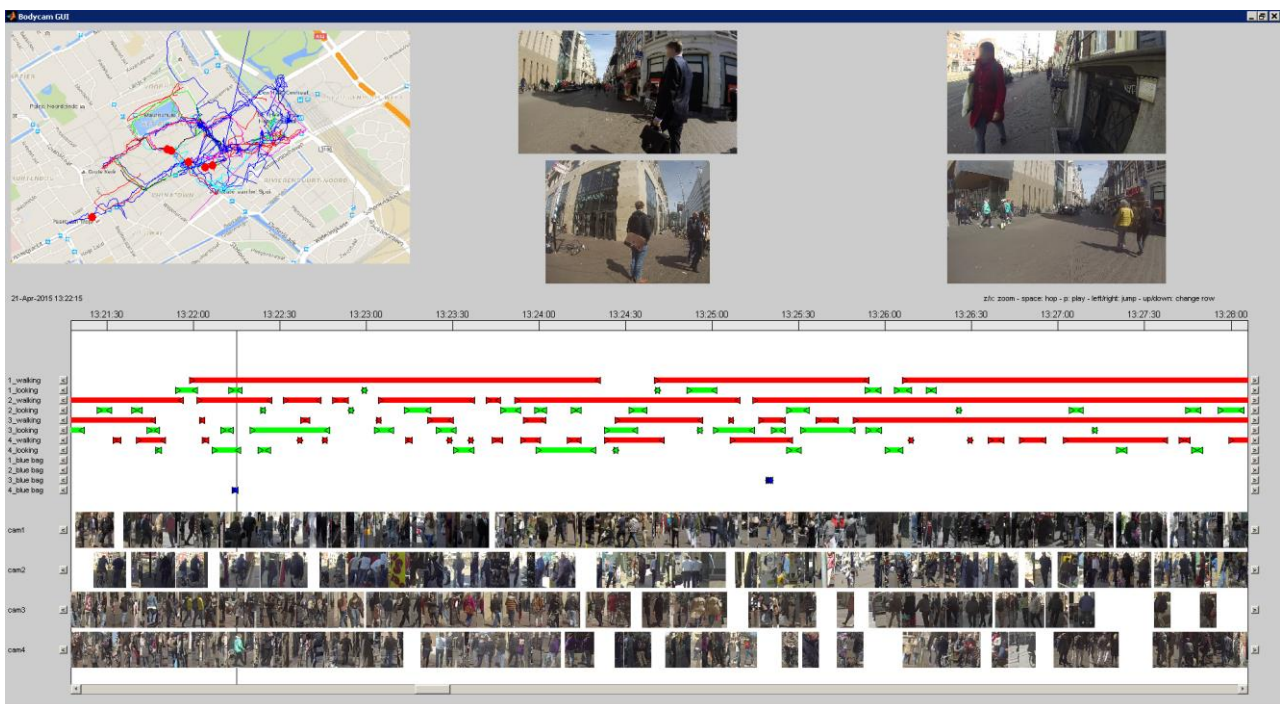 Bodycam GUI
Den Haag Centraal
21-Apr-2015 13:22:15
z/x: zoom - space: hop - p: play - left/right: jump - up/down: change row
13:21:30 13:22:00 13:22:30 13:23:00 13:23:30 13:24:00 13:24:30 13:25:00 13:25:30 13:26:00 13:26:30 13:27:00 13:27:30 13:28:00
1_walking
1_looking
2_walking
2_looking
3_walking
3_looking
4_walking
4_looking
1_blue bag
2_blue bag
3_blue bag
4_blue bag
cam1
cam2
cam3
cam4